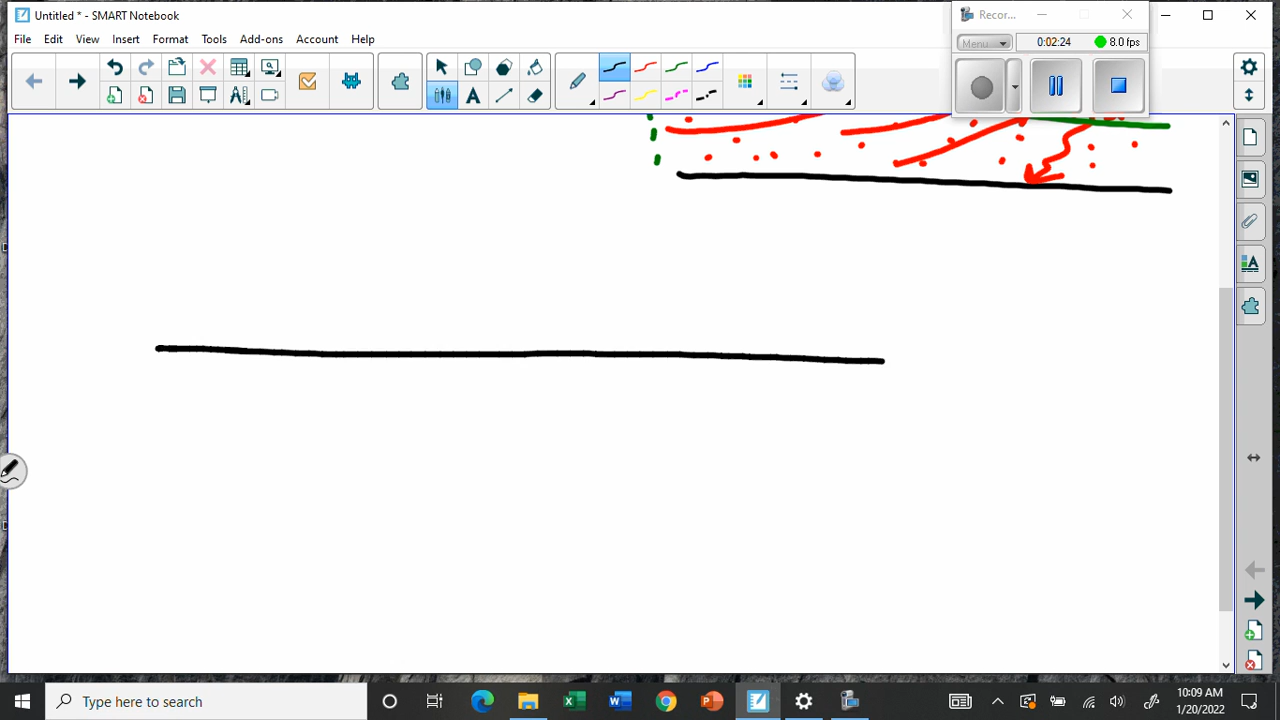 Untitled * - SMART Notebook
Recor...
File Edit View Insert Format Tools Add-ons Account Help
Menu
0:02:24
8.0 fps
A
A
A
Type here to search
10:09 AM
1/20/2022